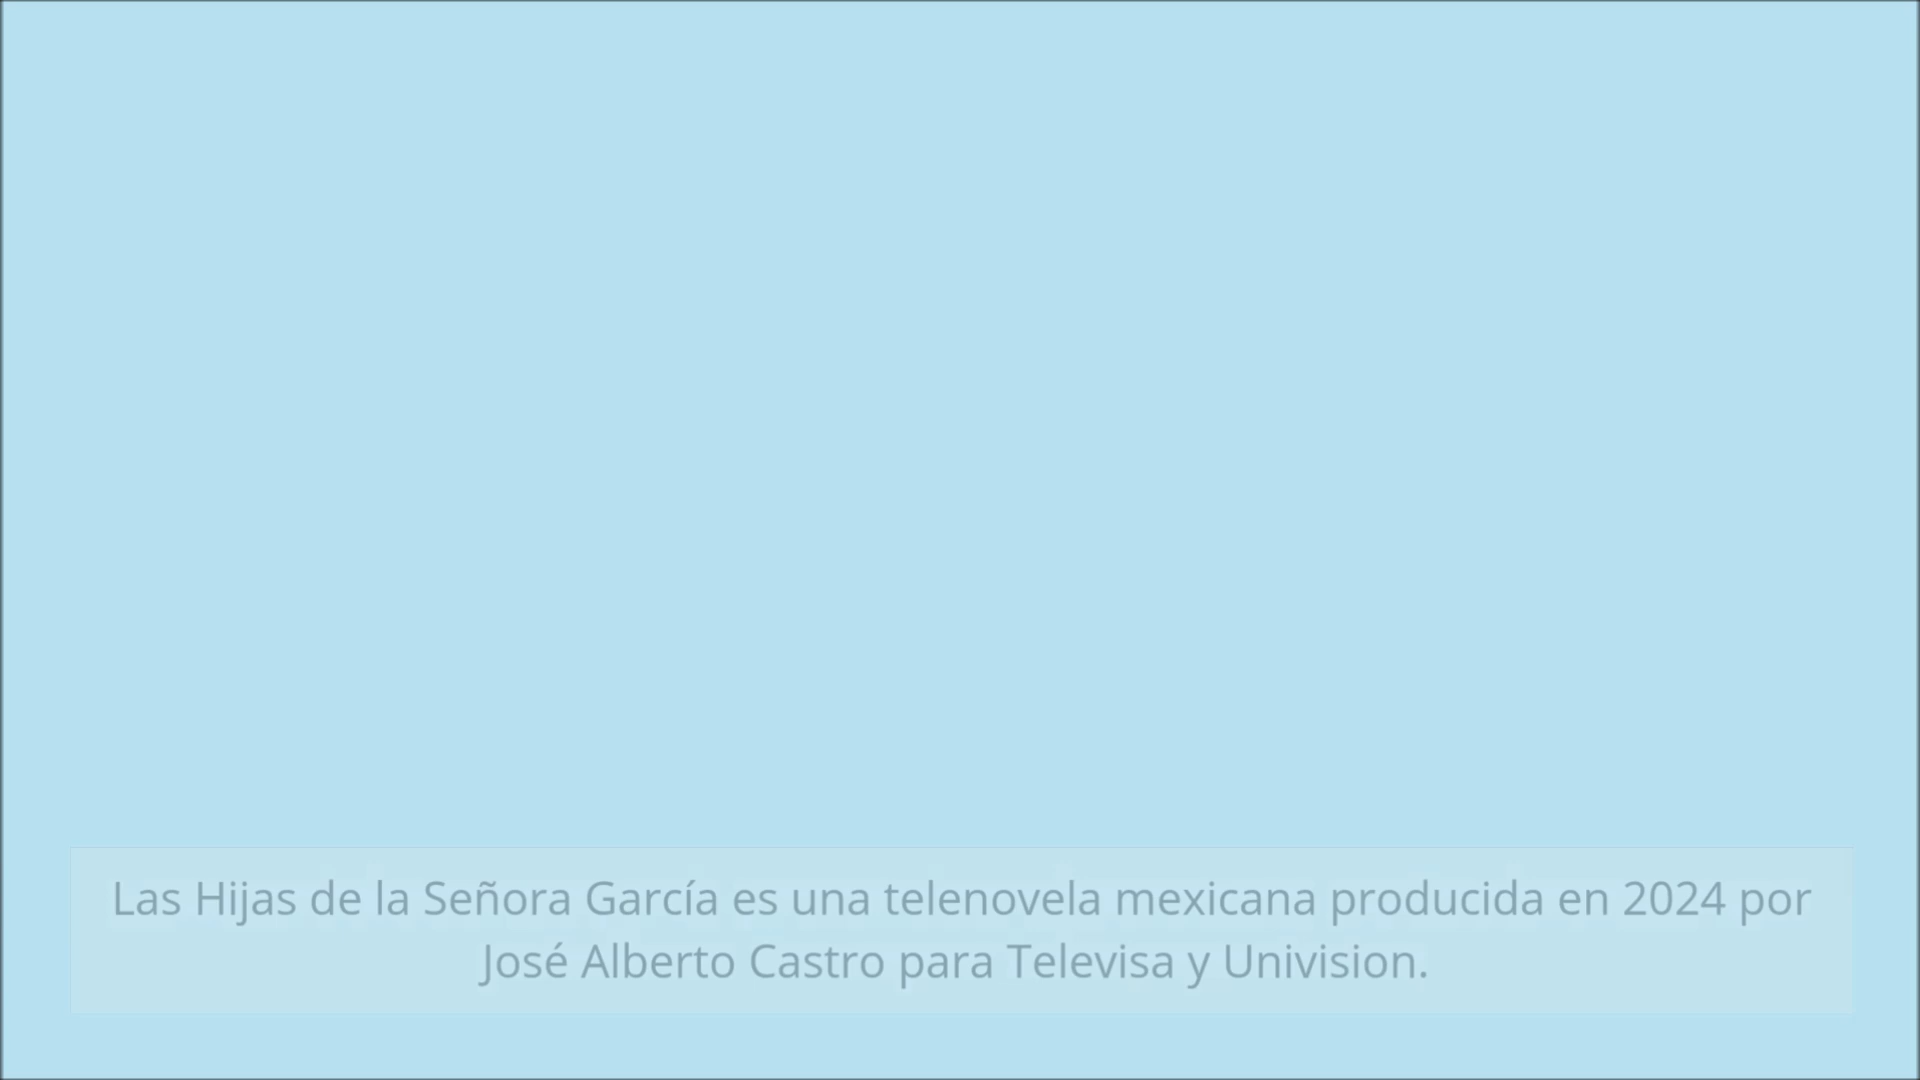 Las Hijas de la Señora García es una telenovela mexicana producida en 2024 por
José Alberto Castro para Televisa y Univision.